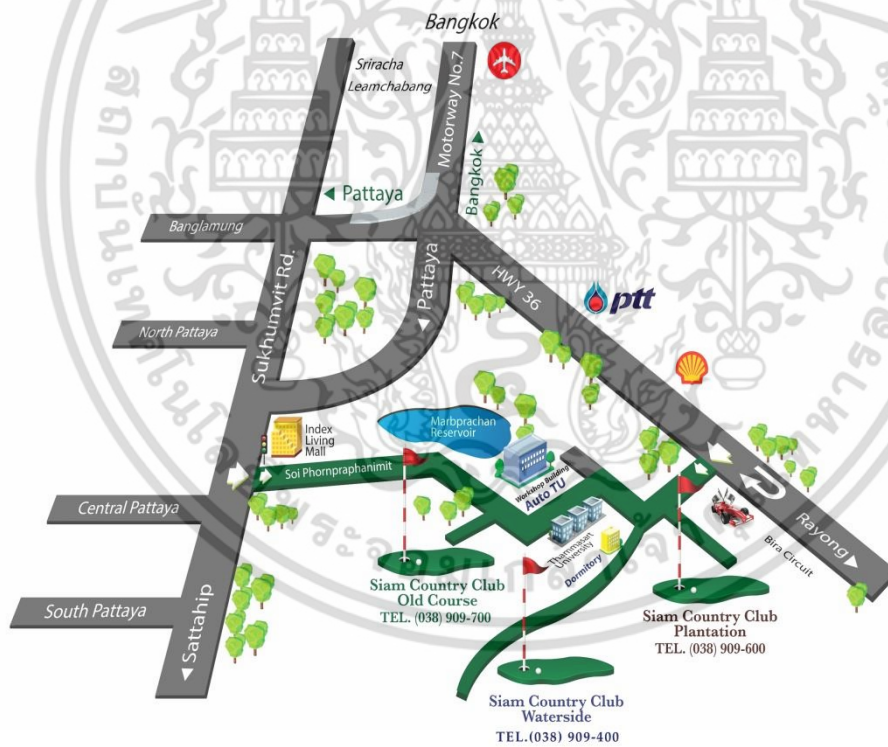 Bangkok
Sriracha
Leamchabang
Motorway No.7
Bangkok ▲
◀ Pattaya
Banglamung
Sukhumvit Rd.
Pattaya ▶
HWY 36
ptt
North Pattaya
Index
Living
Mall
Marbprachan
Reservoir
Soi Phornpraphanimit
Workshop Building
Auto TU
Central Pattaya
Thammasart
University
Dormitory
Rayong ▶
Bira Circuit
South Pattaya
◀ Sattahip
Siam Country Club
Old Course
TEL. (038) 909-700
Siam Country Club
Plantation
TEL. (038) 909-600
Siam Country Club
Waterside
TEL.(038) 909-400